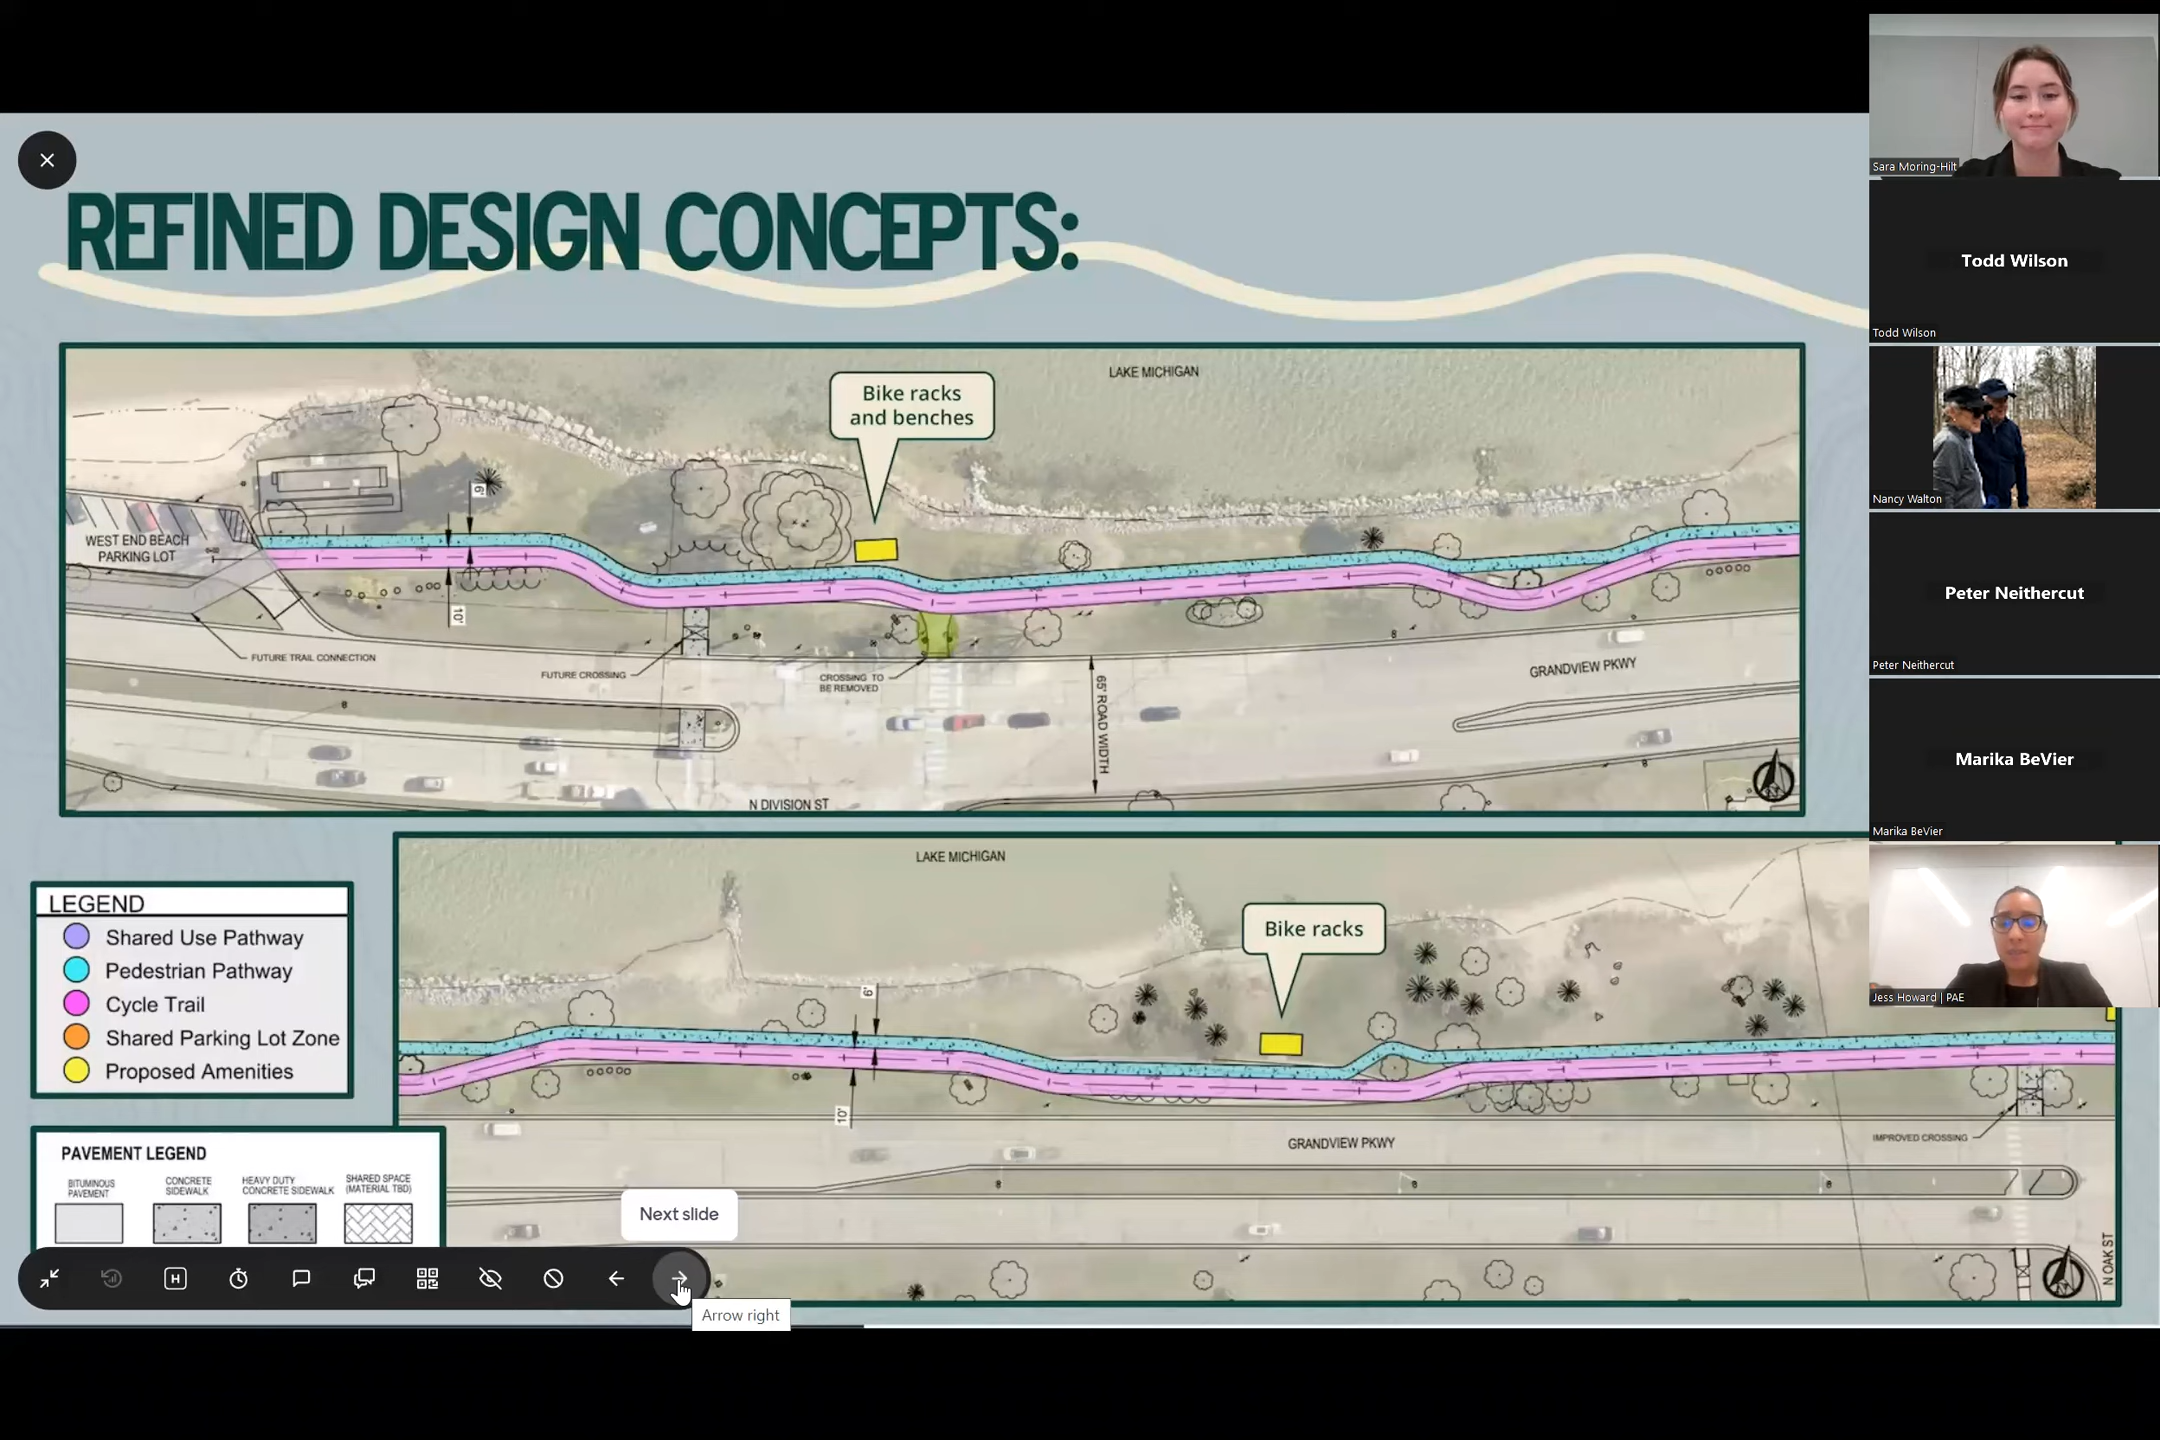 REFINED DESIGN CONCEPTS:
LAKE MICHIGAN
Bike racks
and benches
WEST END BEACH
PARKING LOT
6'
10'
FUTURE TRAIL CONNECTION
FUTURE CROSSING
CROSSING TO
BE REMOVED
65' ROAD WIDTH
GRANDVIEW PKWY
N DIVISION ST
LEGEND
Shared Use Pathway
Pedestrian Pathway
Cycle Trail
Shared Parking Lot Zone
Proposed Amenities
PAVEMENT LEGEND
BITUMINOUS
PAVEMENT
CONCRETE
SIDEWALK
HEAVY DUTY
CONCRETE SIDEWALK
SHARED SPACE
(MATERIAL TBD)
LAKE MICHIGAN
Bike racks
6'
10'
GRANDVIEW PKWY
IMPROVED CROSSING
N OAK ST
Next slide
H
Arrow right
Sara Moring-Hilt
Todd Wilson
Todd Wilson
Nancy Walton
Peter Neithercut
Peter Neithercut
Marika BeVier
Marika BeVier
Jess Howard | PAE